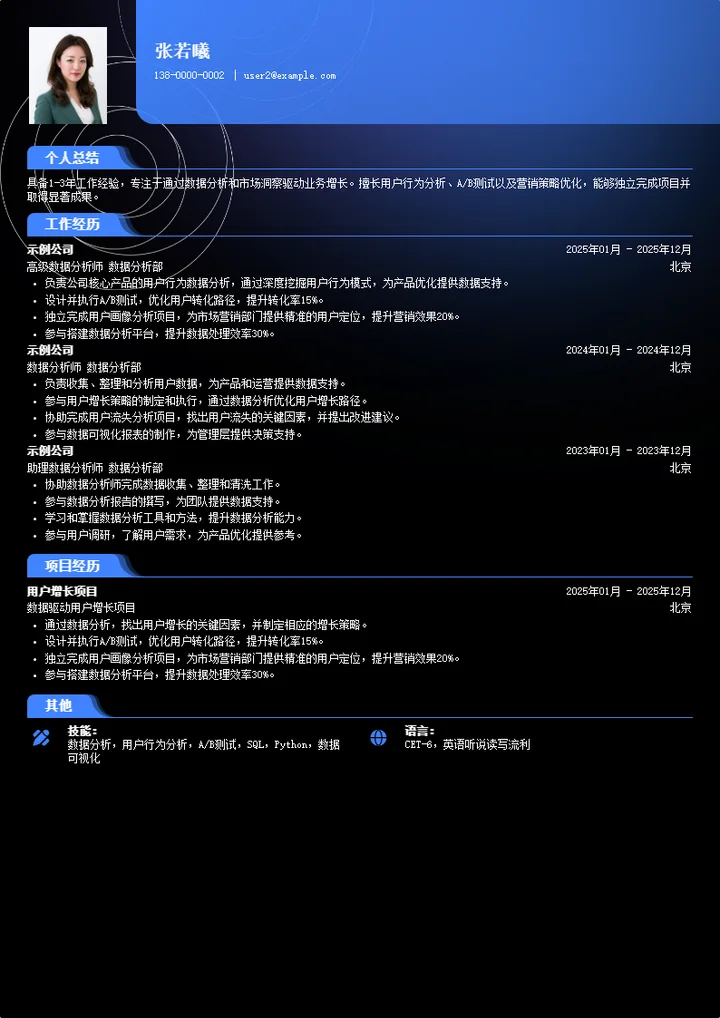 张若曦
138-0000-0002 | user2@example.com
个人总结
具备1-3年工作经验，专注于通过数据分析和市场洞察驱动业务增长。擅长用户行为分析、A/B测试以及营销策略优化，能够独立完成项目并
取得显著成果。
工作经历
示例公司 2025年01月 - 2025年12月
高级数据分析师 数据分析部 北京
• 负责公司核心产品的用户行为数据分析，通过深度挖掘用户行为模式，为产品优化提供数据支持。
• 设计并执行A/B测试，优化用户转化路径，提升转化率15%。
• 独立完成用户画像分析项目，为市场营销部门提供精准的用户定位，提升营销效果20%。
• 参与搭建数据分析平台，提升数据处理效率30%。
示例公司 2024年01月 - 2024年12月
数据分析师 数据分析部 北京
• 负责收集、整理和分析用户数据，为产品和运营提供数据支持。
• 参与用户增长策略的制定和执行，通过数据分析优化用户增长路径。
• 协助完成用户流失分析项目，找出用户流失的关键因素，并提出改进建议。
• 参与数据可视化报表的制作，为管理层提供决策支持。
示例公司 2023年01月 - 2023年12月
助理数据分析师 数据分析部 北京
• 协助数据分析师完成数据收集、整理和清洗工作。
• 参与数据分析报告的撰写，为团队提供数据支持。
• 学习和掌握数据分析工具和方法，提升数据分析能力。
• 参与用户调研，了解用户需求，为产品优化提供参考。
项目经历
用户增长项目 2025年01月 - 2025年12月
数据驱动用户增长项目 北京
• 通过数据分析，找出用户增长的关键因素，并制定相应的增长策略。
• 设计并执行A/B测试，优化用户转化路径，提升转化率15%。
• 独立完成用户画像分析项目，为市场营销部门提供精准的用户定位，提升营销效果20%。
• 参与搭建数据分析平台，提升数据处理效率30%。
其他
技能：
数据分析，用户行为分析，A/B测试，SQL，Python，数据
可视化
语言：
CET-6，英语听说读写流利